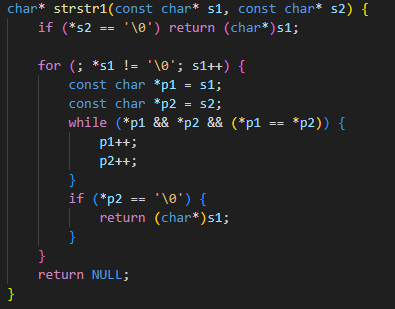 char* strstr1(const char* s1, const char* s2) {
    if (*s2 == '\0') return (char*)s1;

    for (; *s1 != '\0'; s1++) {
        const char *p1 = s1;
        const char *p2 = s2;
        while (*p1 && *p2 && (*p1 == *p2)) {
            p1++;
            p2++;
        }
        if (*p2 == '\0') {
            return (char*)s1;
        }
    }
    return NULL;
}